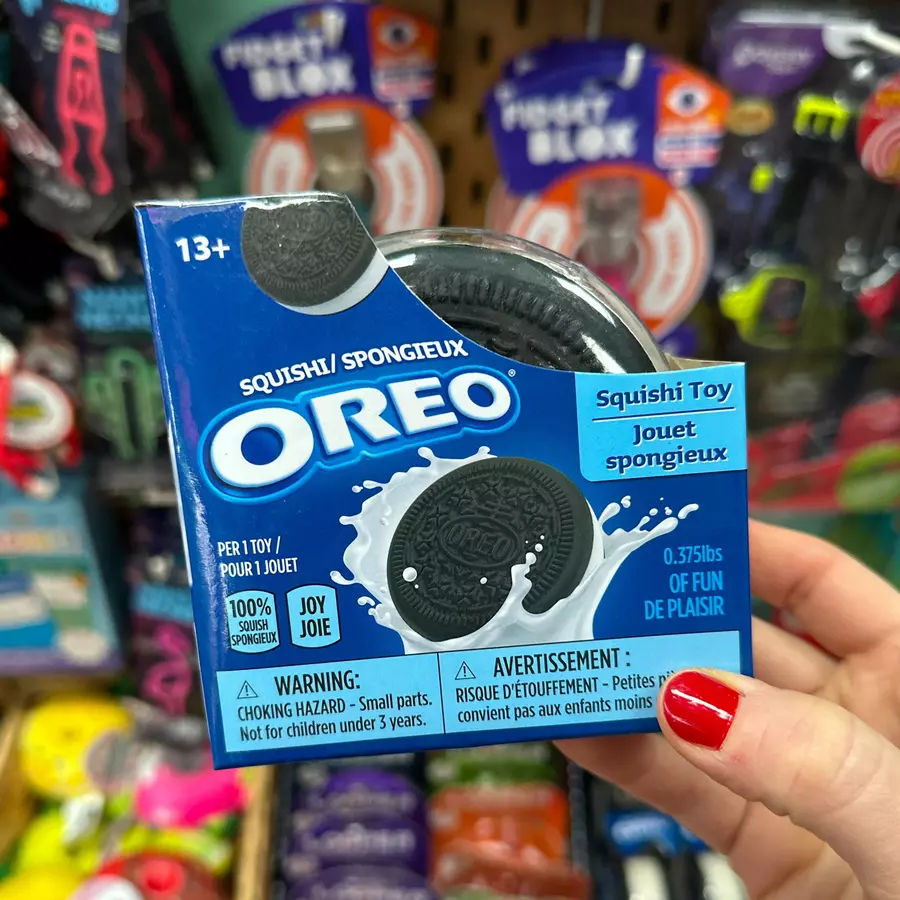 FIDGET
BLOX
FIDGET
BLOX
13+
SQUISHI/ SPONGIEUX
OREO®
Squishi Toy
Jouet
spongieux
OREO
PER 1 TOY /
POUR 1 JOUET
100%
SQUISH
SPONGIEUX
JOY
JOIE
0.375lbs
OF FUN
DE PLAISIR
WARNING:
CHOKING HAZARD - Small parts.
Not for children under 3 years.
AVERTISSEMENT :
RISQUE D'ÉTOUFFEMENT - Petites
convient pas aux enfants moins